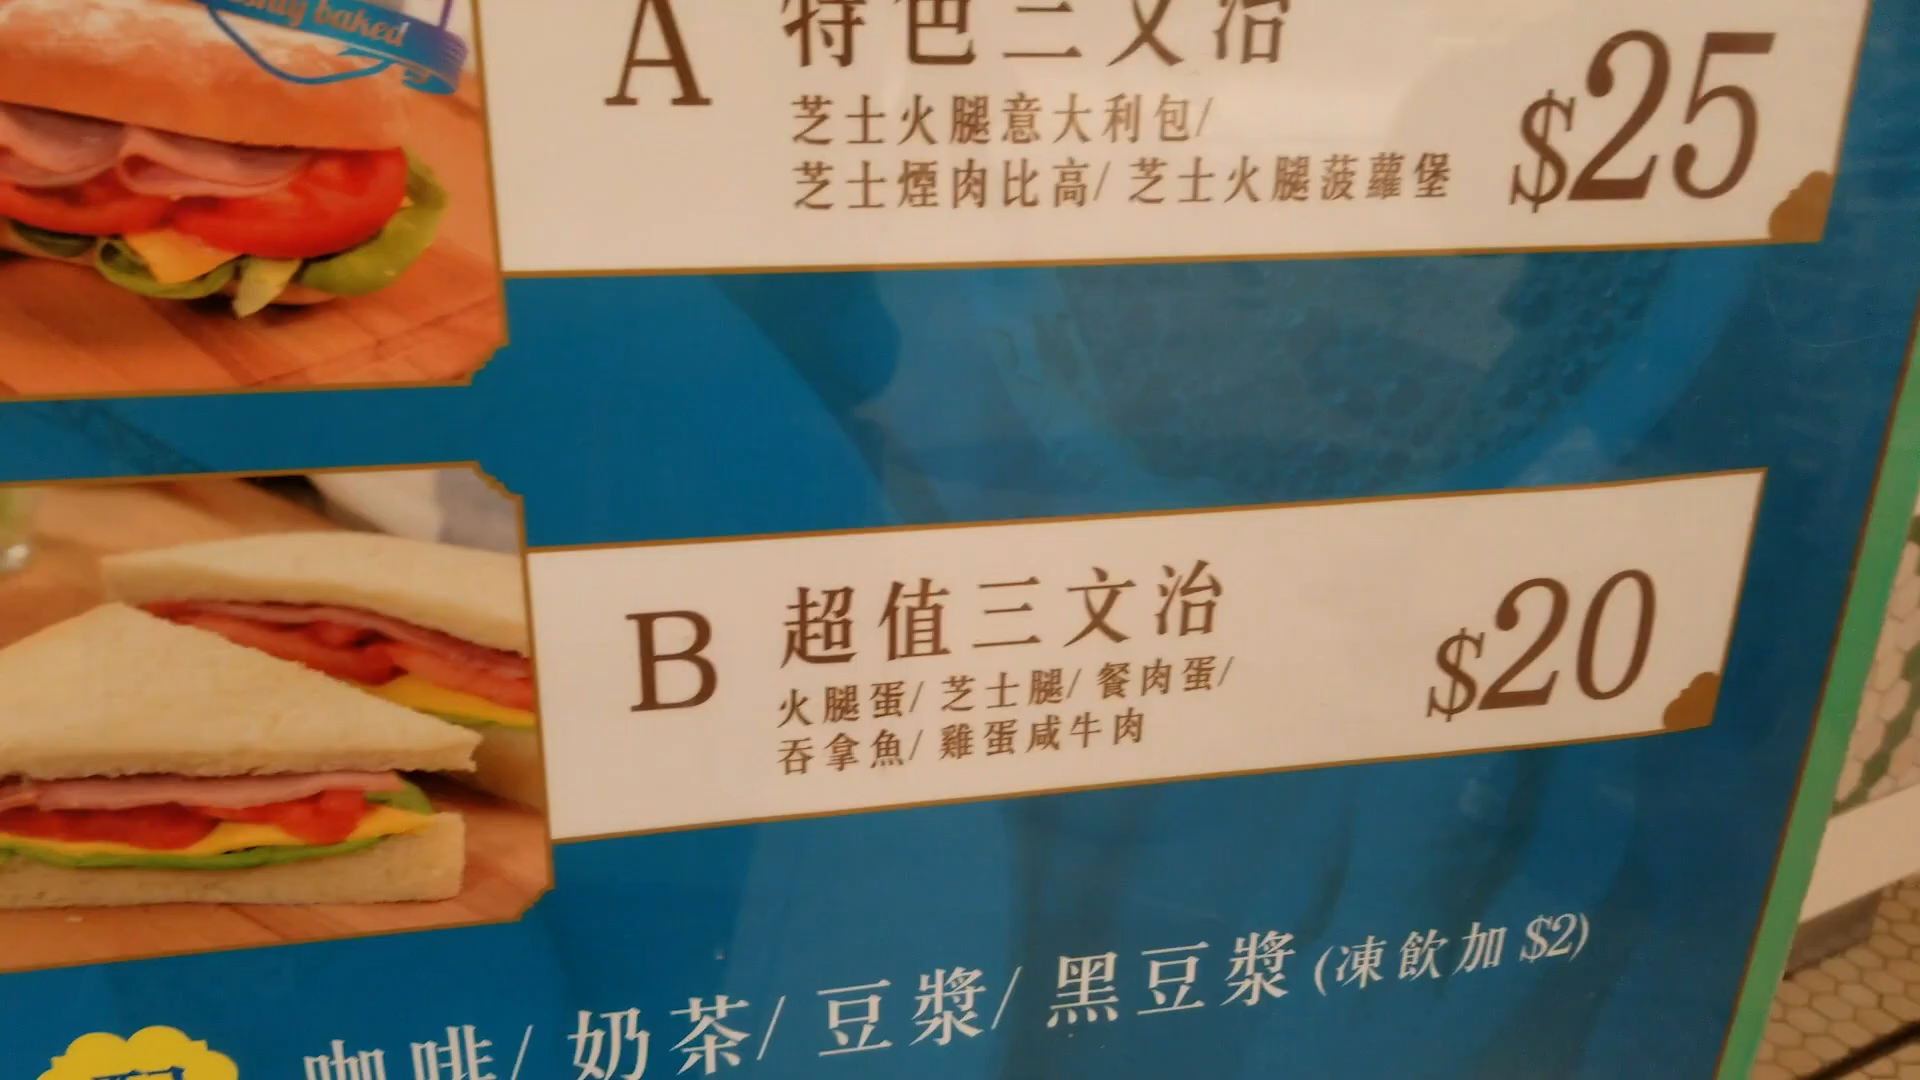 baked
A 特色三文治
芝士火腿意大利包/
芝士煙肉比高/ 芝士火腿菠蘿堡
$25
B 超值三文治
火腿蛋/ 芝士腿/ 餐肉蛋/
吞拿魚/ 雞蛋咸牛肉
$20
咖啡/ 奶茶/ 豆漿/ 黑豆漿 (凍飲加 $2)